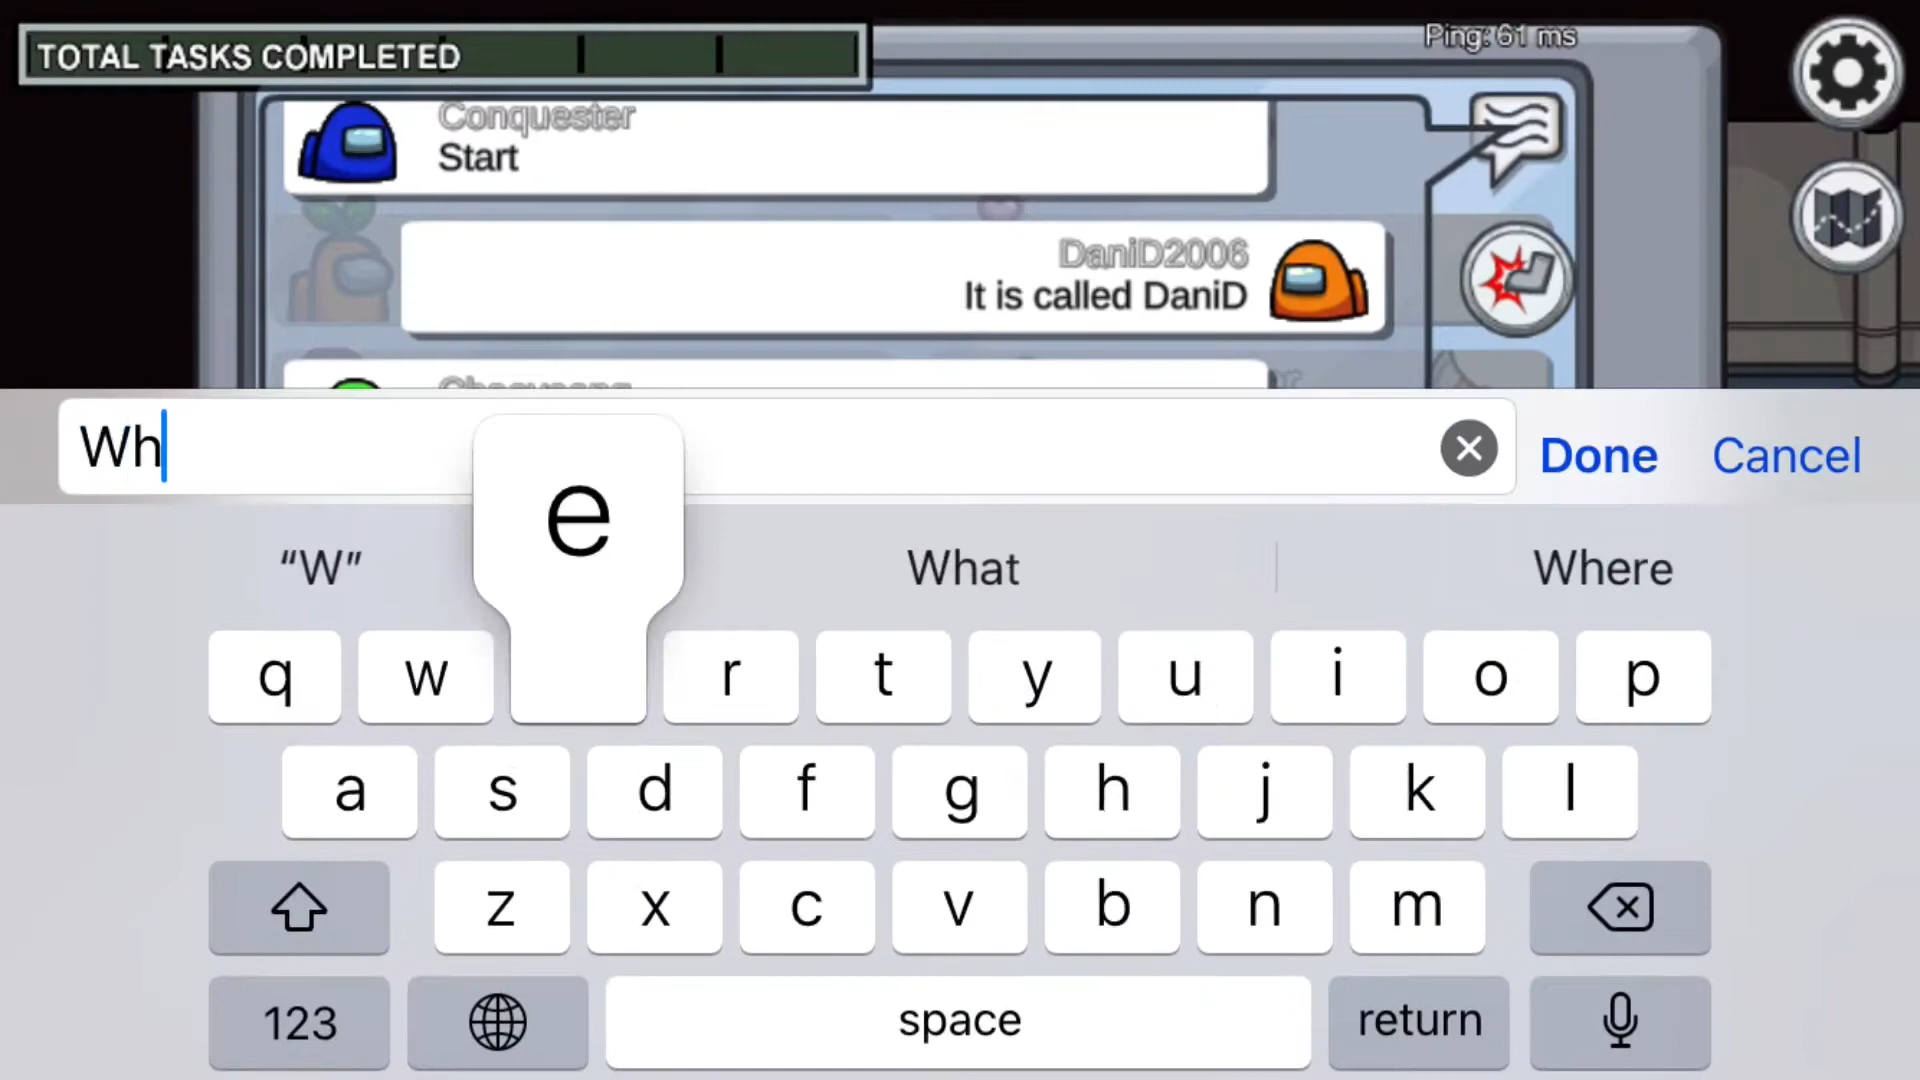 TOTAL TASKS COMPLETED
Ping: 61 ms
Conquester
Start
DaniD2006
It is called DaniD
Wh
Done
Cancel
e
“W”
What
Where
q w r t y u i o p
a s d f g h j k l
z x c v b n m
123
space
return